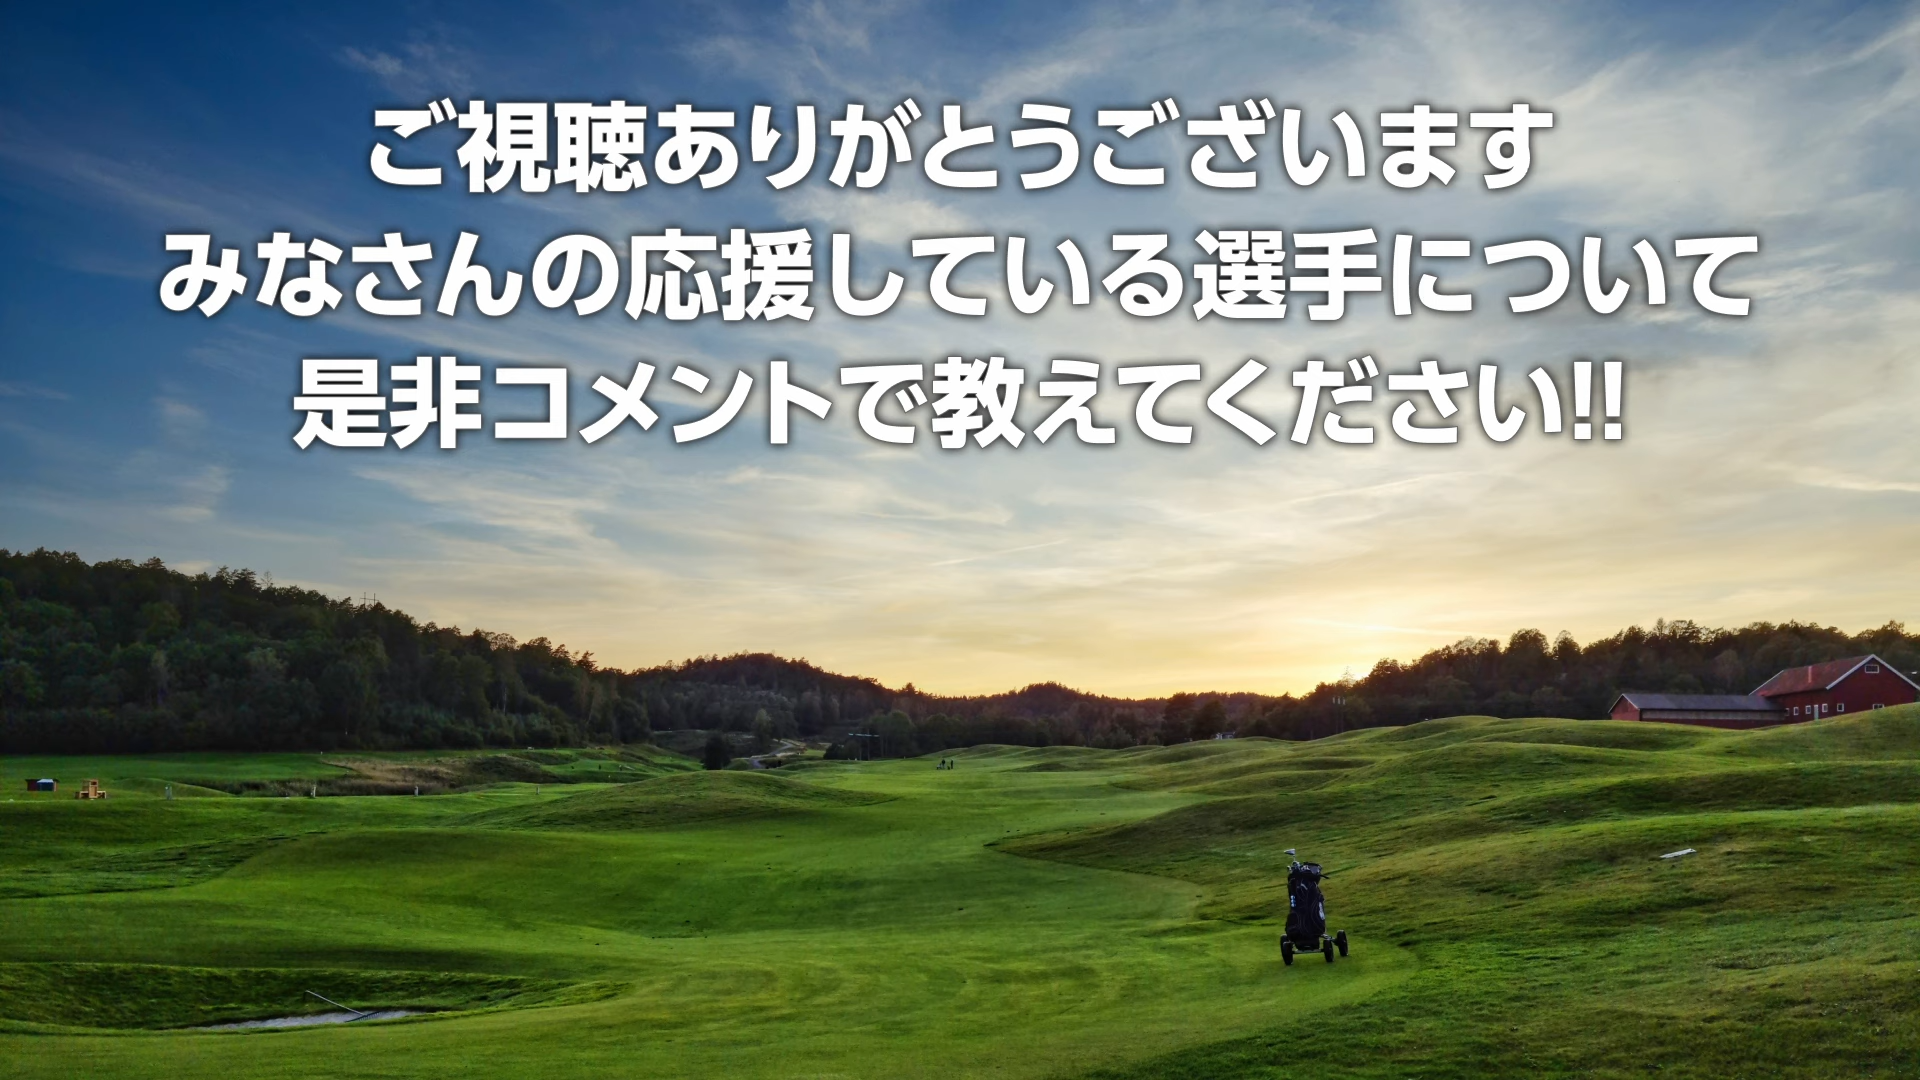 ご視聴ありがとうございます
みなさんの応援している選手について
是非コメントで教えてください!!